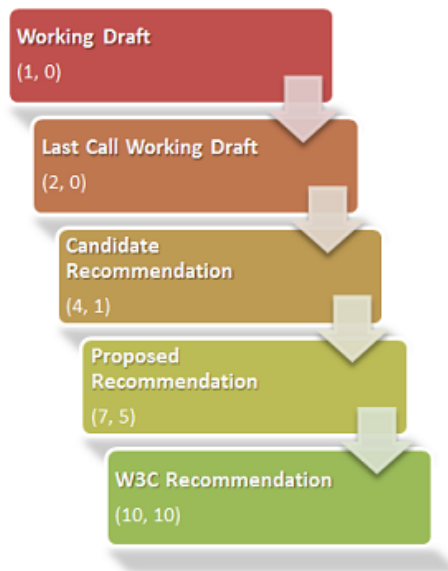 Working Draft
(1, 0)
Last Call Working Draft
(2, 0)
Candidate
Recommendation
(4, 1)
Proposed
Recommendation
(7, 5)
W3C Recommendation
(10, 10)